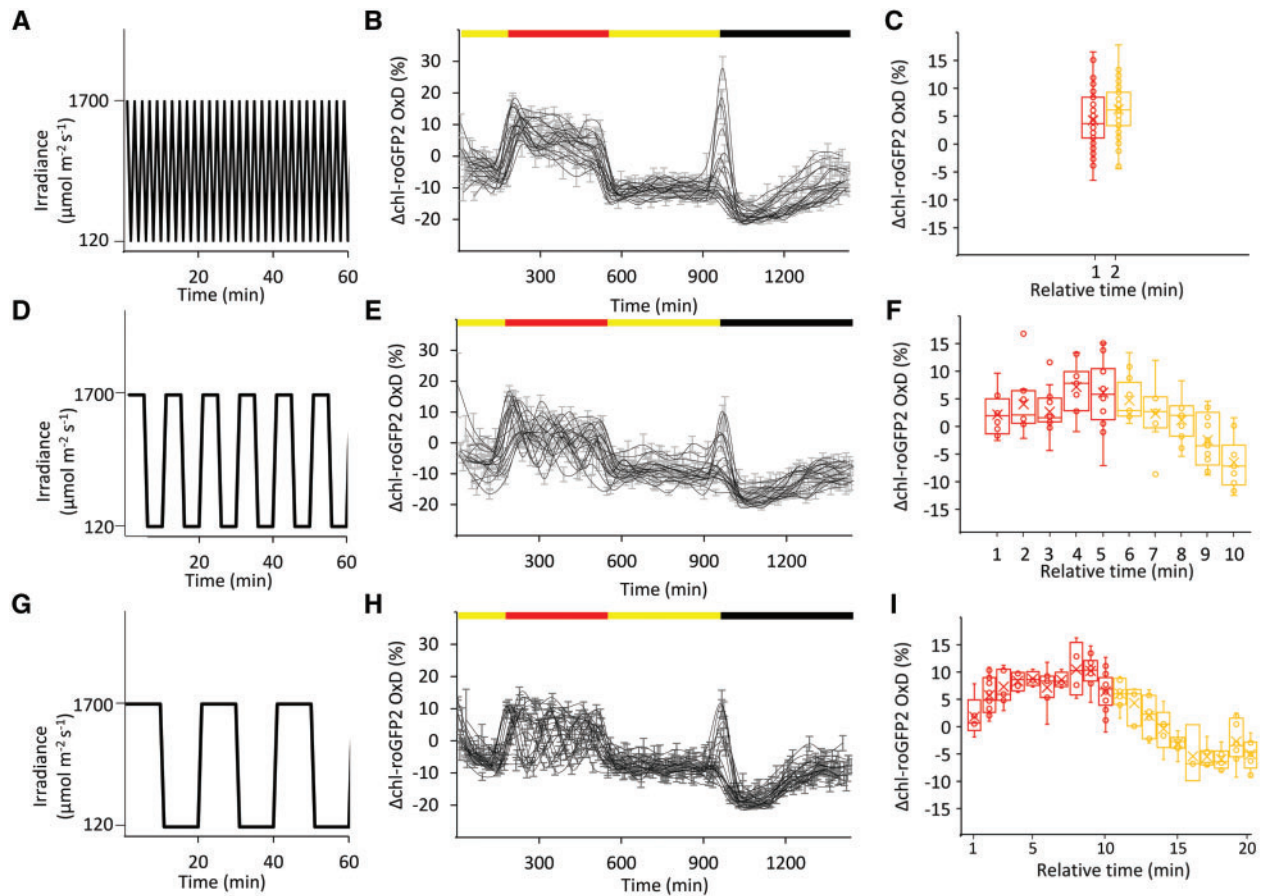 A
Irradiance
(μmol m⁻² s⁻¹)
1700
120
20 40 60
Time (min)
B
Δchl-roGFP2 OxD (%)
30
20
10
0
-10
-20
300 600 900 1200
Time (min)
C
Δchl-roGFP2 OxD (%)
15
10
5
0
-5
-10
-15
1 2
Relative time (min)
D
Irradiance
(μmol m⁻² s⁻¹)
1700
120
20 40 60
Time (min)
E
Δchl-roGFP2 OxD (%)
30
20
10
0
-10
-20
300 600 900 1200
Time (min)
F
Δchl-roGFP2 OxD (%)
15
10
5
0
-5
-10
-15
1 2 3 4 5 6 7 8 9 10
Relative time (min)
G
Irradiance
(μmol m⁻² s⁻¹)
1700
120
20 40 60
Time (min)
H
Δchl-roGFP2 OxD (%)
30
20
10
0
-10
-20
300 600 900 1200
Time (min)
I
Δchl-roGFP2 OxD (%)
15
10
5
0
-5
-10
-15
1 5 10 15 20
Relative time (min)